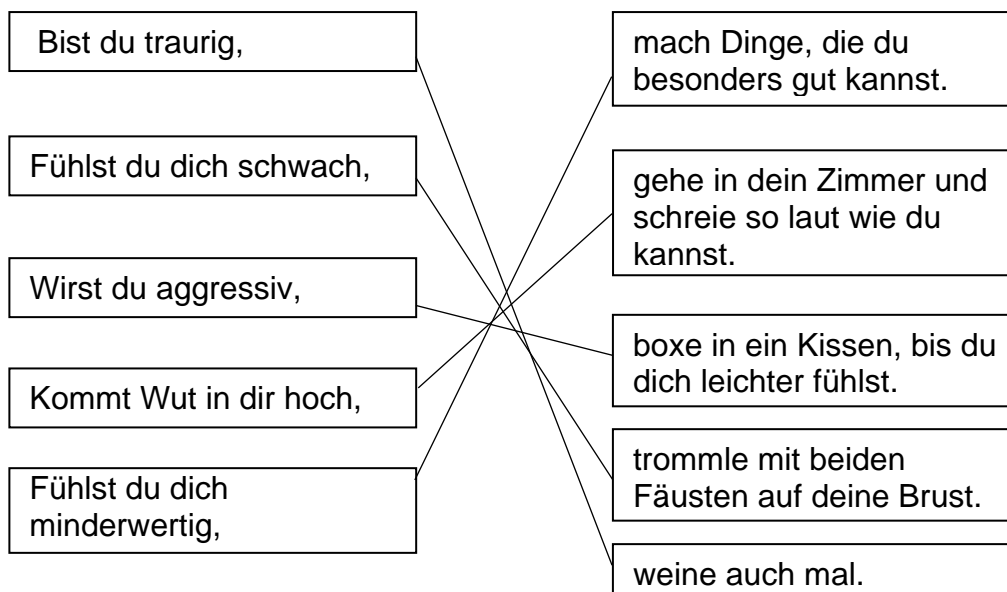 Bist du traurig,
Fühlst du dich schwach,
Wirst du aggressiv,
Kommt Wut in dir hoch,
Fühlst du dich
minderwertig,
mach Dinge, die du
besonders gut kannst.
gehe in dein Zimmer und
schreie so laut wie du
kannst.
boxe in ein Kissen, bis du
dich leichter fühlst.
trommle mit beiden
Fäusten auf deine Brust.
weine auch mal.